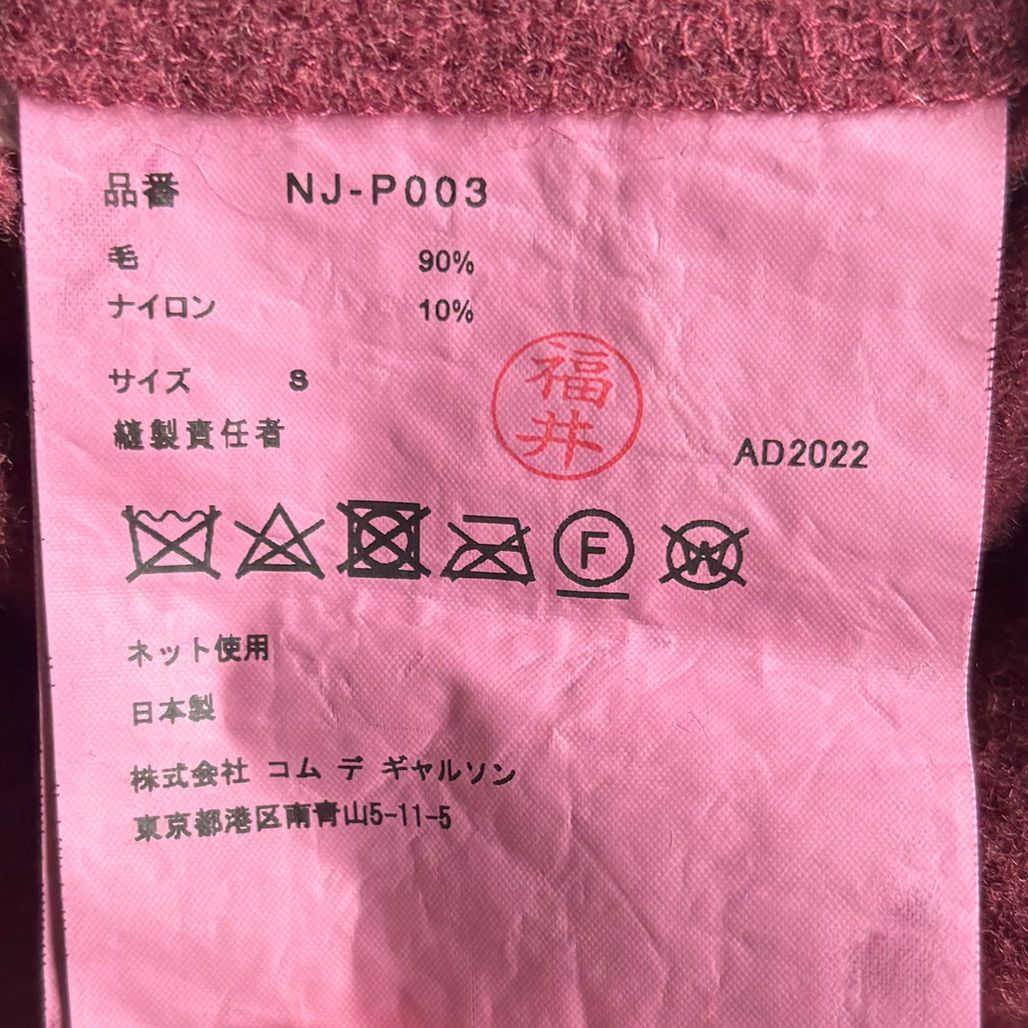 品番 NJ-P003
毛 90%
ナイロン 10%
サイズ S
縫製責任者
福井
AD2022
F W
ネット使用
日本製
株式会社 コム デ ギャルソン
東京都港区南青山5-11-5